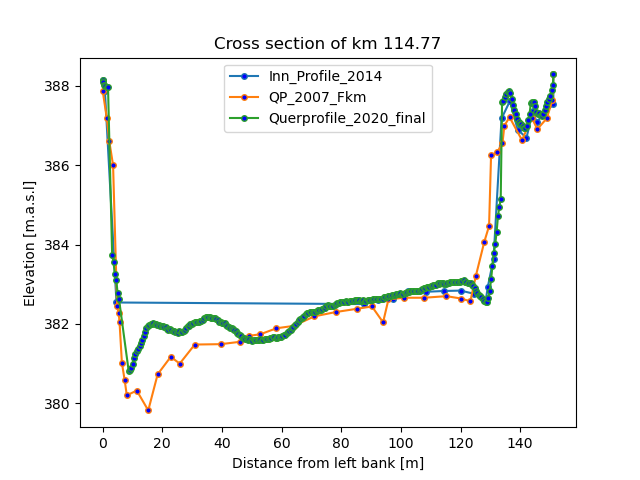 Cross section of km 114.77
Inn_Profile_2014
QP_2007_Fkm
Querprofile_2020_final
Elevation [m.a.s.l]
388
386
384
382
380
0 20 40 60 80 100 120 140
Distance from left bank [m]